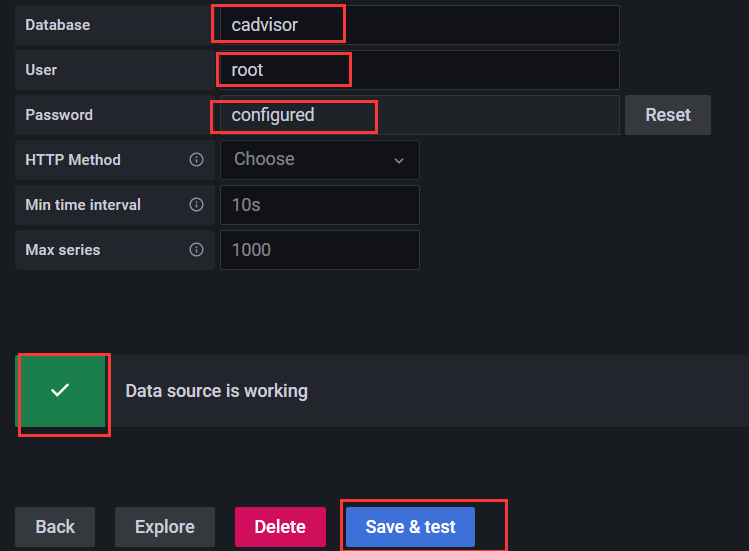 Database cadvisor
User root
Password configured Reset
HTTP Method Choose
Min time interval 10s
Max series 1000
Data source is working
Back Explore Delete Save & test